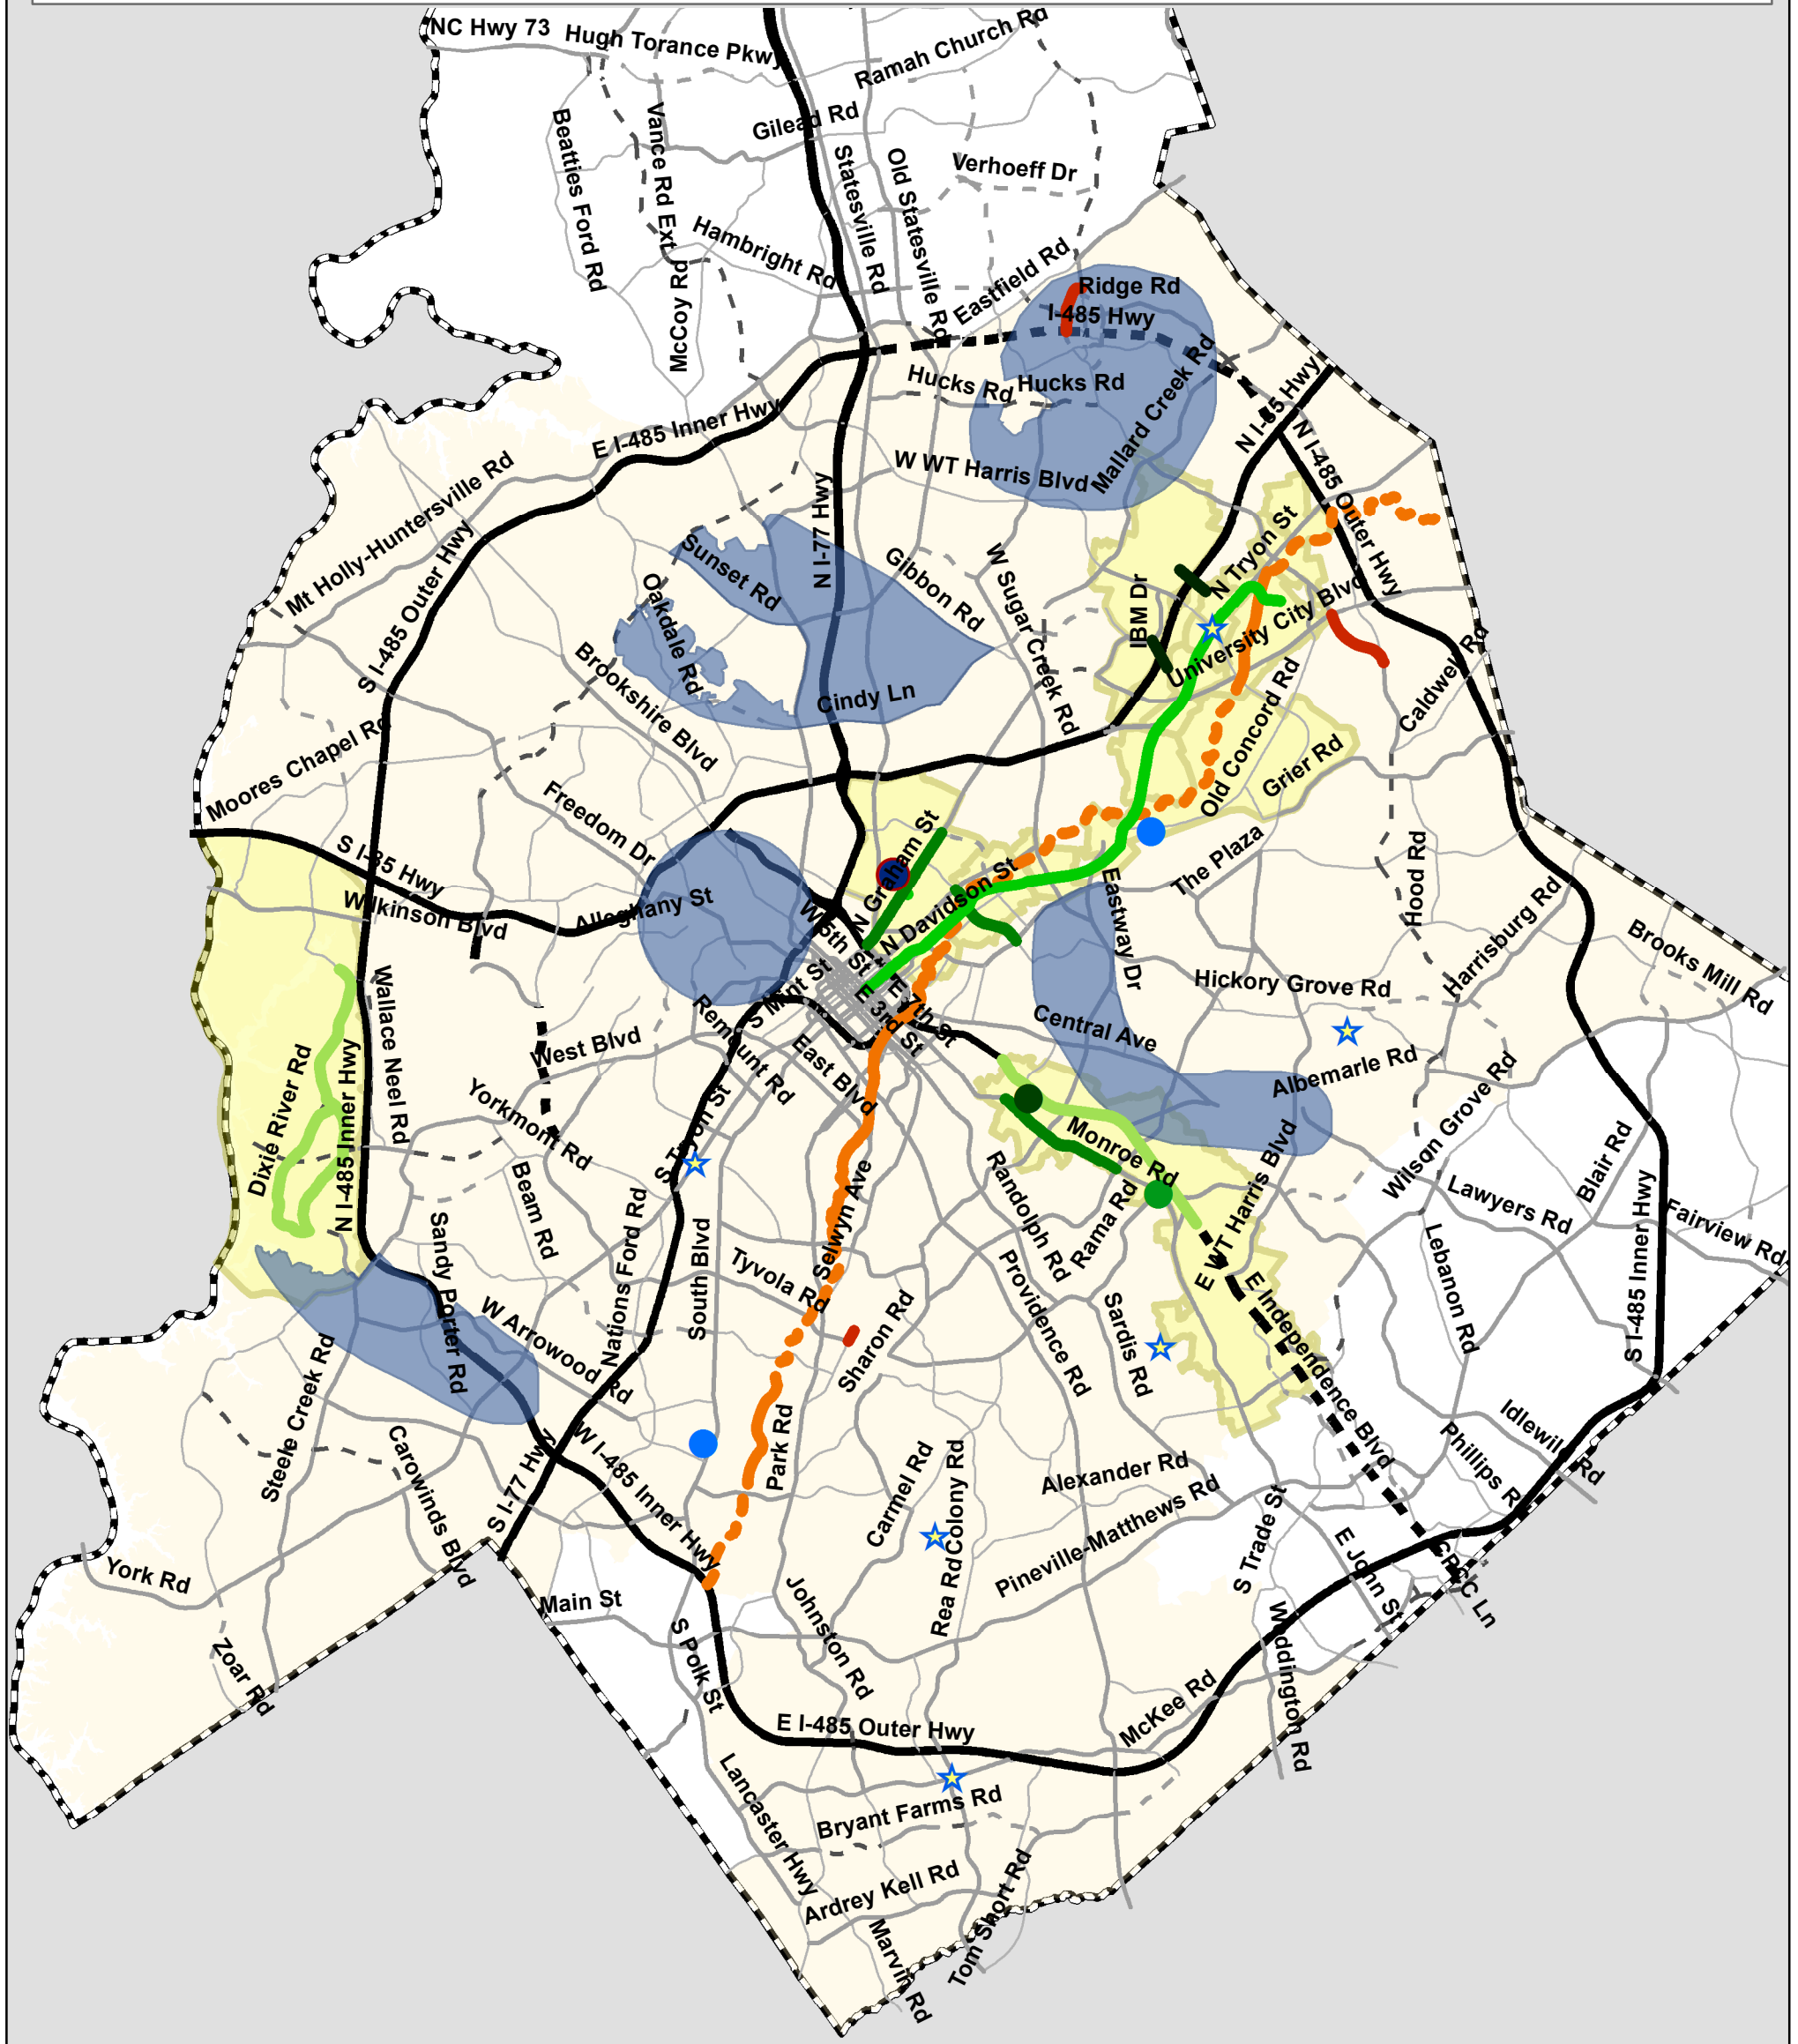 NC Hwy 73
Hugh Torance Pkwy
Ramah Church Rd
Gilead Rd
Beatties Ford Rd
Vance Rd Ext
Statesville Rd
Old Statesville Rd
Verhoeff Dr
Hambright Rd
McCoy Rd
Eastfield Rd
Ridge Rd
I-485 Hwy
Hucks Rd
Hucks Rd
Mallard Creek Rd
N I-85 Hwy
E I-485 Inner Hwy
W WT Harris Blvd
N I-485 Outer Hwy
Mt Holly-Huntersville Rd
S I-485 Outer Hwy
N I-77 Hwy
Sunset Rd
Gibbon Rd
W Sugar Creek Rd
N Tryon St
IBM Dr
University City Blvd
Oakdale Rd
Brookshire Blvd
Cindy Ln
Old Concord Rd
Caldwell Rd
Moores Chapel Rd
Grier Rd
Freedom Dr
S I-85 Hwy
N Graham St
The Plaza
Hood Rd
Wilkinson Blvd
Alleghany St
W 5th St
N Davidson St
Eastway Dr
Harrisburg Rd
Brooks Mill Rd
Hickory Grove Rd
Wallace Neel Rd
S Mint St
E 7th St
E 3rd St
Central Ave
Remount Rd
West Blvd
East Blvd
Albemarle Rd
Dixie River Rd
N I-485 Inner Hwy
Yorkmont Rd
S Tryon St
Monroe Rd
Wilson Grove Rd
Blair Rd
Beam Rd
Selwyn Ave
Randolph Rd
Rama Rd
E WT Harris Blvd
Lawyers Rd
Fairview Rd
Sandy Porter Rd
Nations Ford Rd
South Blvd
Tyvola Rd
Providence Rd
Sardis Rd
E Independence Blvd
Lebanon Rd
S I-485 Inner Hwy
W Arrowood Rd
Sharon Rd
Steele Creek Rd
Carowinds Blvd
S I-77 Hwy
W I-485 Inner Hwy
Park Rd
Carmel Rd
Colony Rd
Alexander Rd
Pineville-Matthews Rd
Phillips R
Idlewild Rd
York Rd
Main St
Rea Rd
S Trade St
E John St
CPCC Ln
Zoar Rd
S Polk St
Johnston Rd
Waddington Rd
McKee Rd
E I-485 Outer Hwy
Lancaster Hwy
Bryant Farms Rd
Ardrey Kell Rd
Marvin Rd
Tom Short Rd